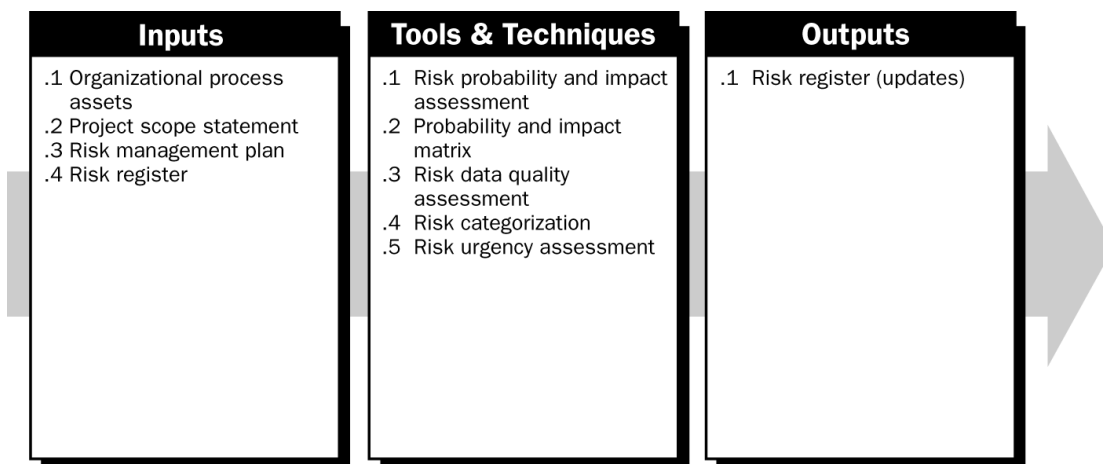 Inputs
.1 Organizational process
assets
.2 Project scope statement
.3 Risk management plan
.4 Risk register
Tools & Techniques
.1 Risk probability and impact
assessment
.2 Probability and impact
matrix
.3 Risk data quality
assessment
.4 Risk categorization
.5 Risk urgency assessment
Outputs
.1 Risk register (updates)